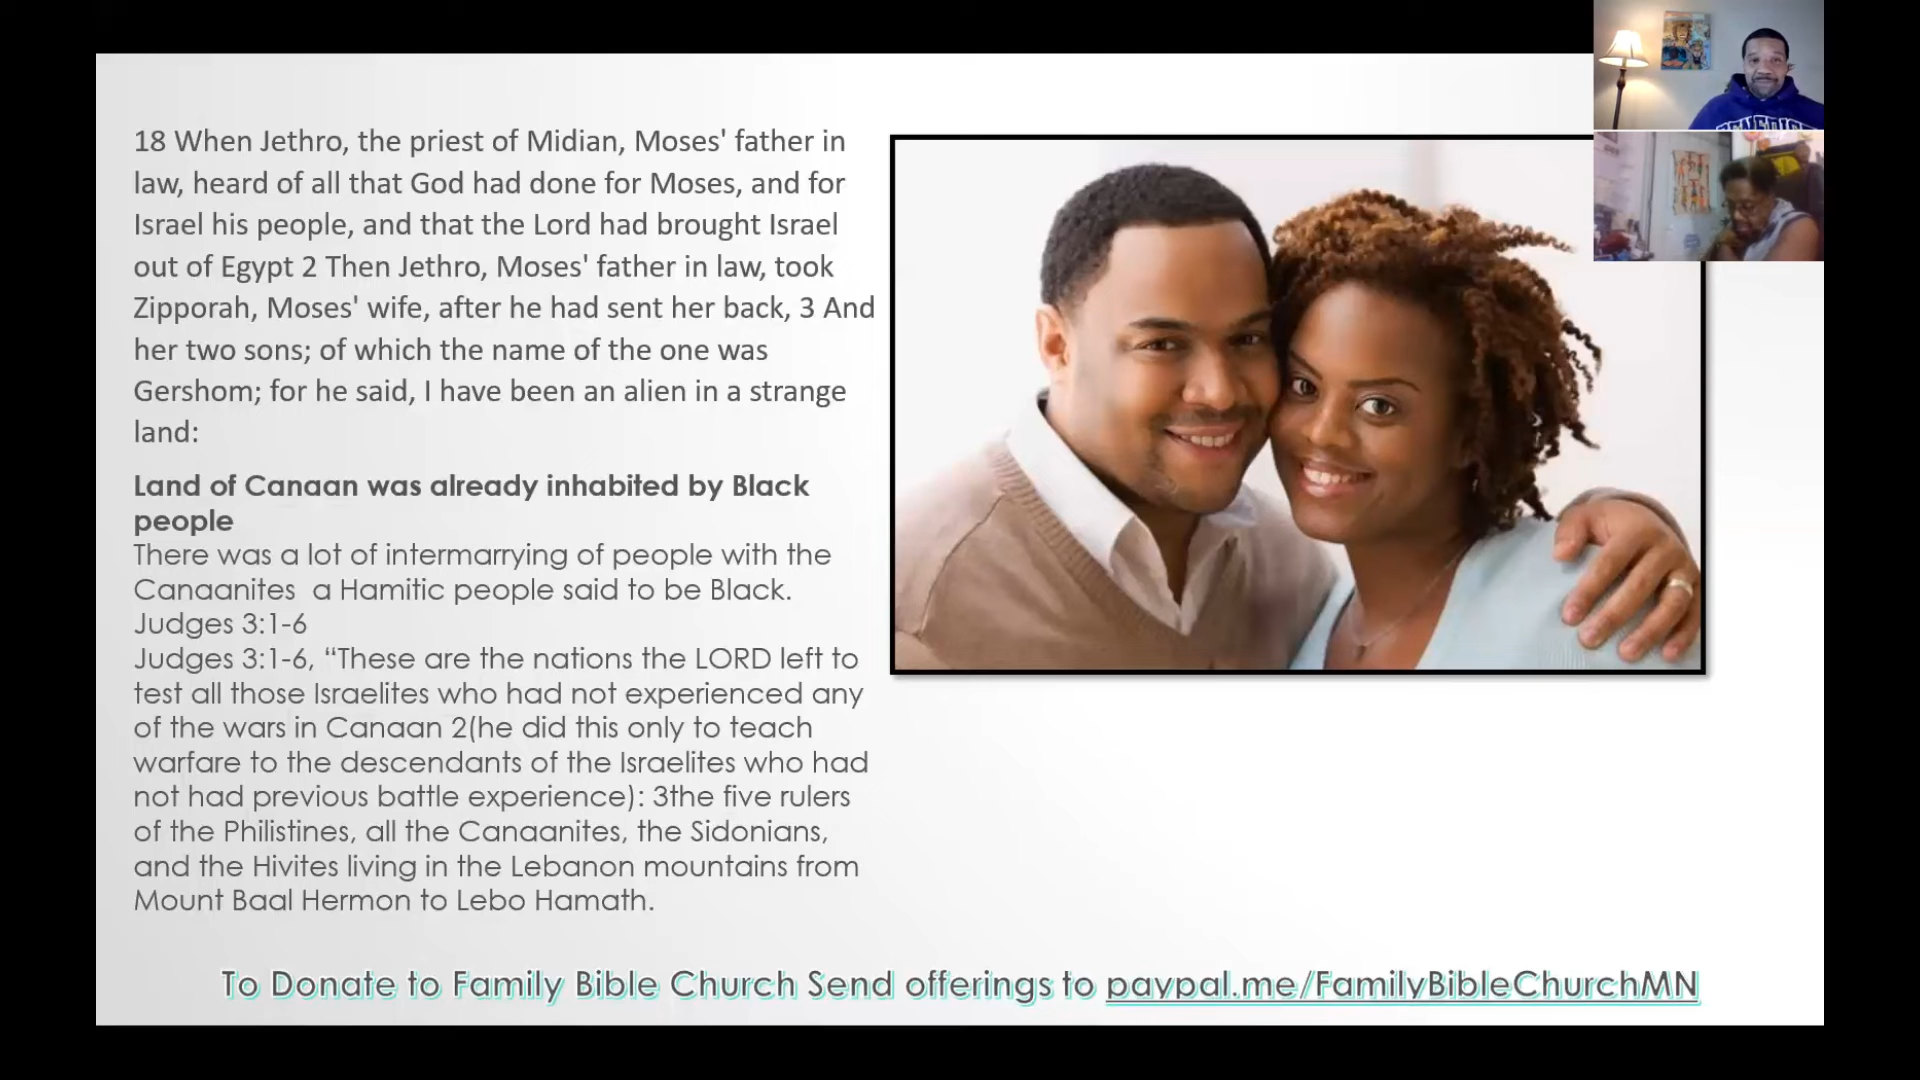 18 When Jethro, the priest of Midian, Moses' father in
law, heard of all that God had done for Moses, and for
Israel his people, and that the Lord had brought Israel
out of Egypt 2 Then Jethro, Moses' father in law, took
Zipporah, Moses' wife, after he had sent her back, 3 And
her two sons; of which the name of the one was
Gershom; for he said, I have been an alien in a strange
land:
Land of Canaan was already inhabited by Black
people
There was a lot of intermarrying of people with the
Canaanites  a Hamitic people said to be Black.
Judges 3:1-6
Judges 3:1-6, “These are the nations the LORD left to
test all those Israelites who had not experienced any
of the wars in Canaan 2(he did this only to teach
warfare to the descendants of the Israelites who had
not had previous battle experience): 3the five rulers
of the Philistines, all the Canaanites, the Sidonians,
and the Hivites living in the Lebanon mountains from
Mount Baal Hermon to Lebo Hamath.
To Donate to Family Bible Church Send offerings to paypal.me/FamilyBibleChurchMN